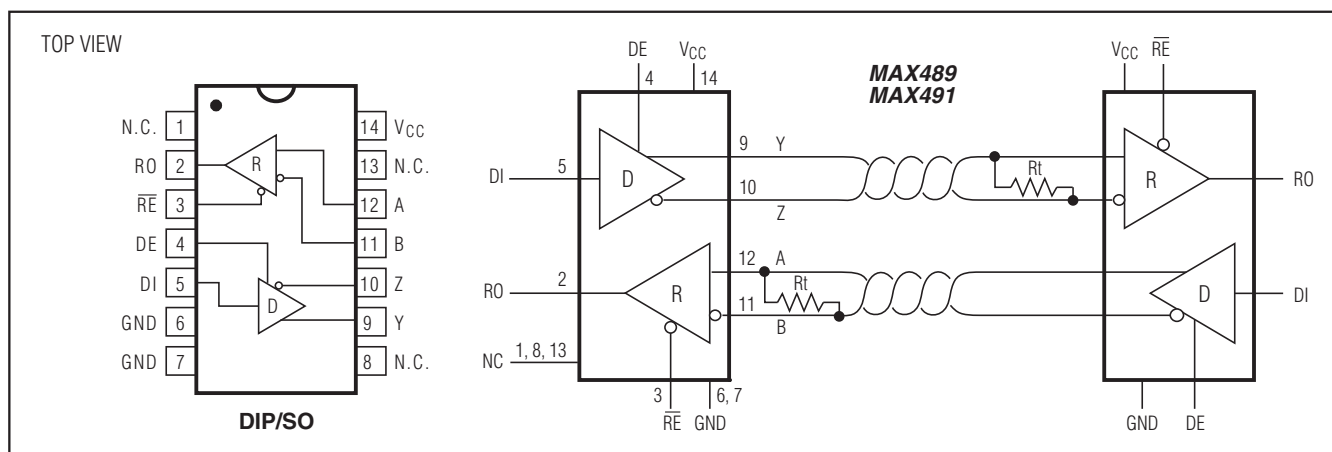 TOP VIEW
N.C. 1
RO 2
RE 3
DE 4
DI 5
GND 6
GND 7
14 VCC
13 N.C.
12 A
11 B
10 Z
9 Y
8 N.C.
R
D
DIP/SO
DE
4
VCC
14
MAX489
MAX491
DI
5
D
9 Y
10
Z
Rt
RO
2
R
12 A
Rt
11
B
NC
1, 8, 13
3
RE
6, 7
GND
VCC
RE
R
RO
D
DI
GND
DE